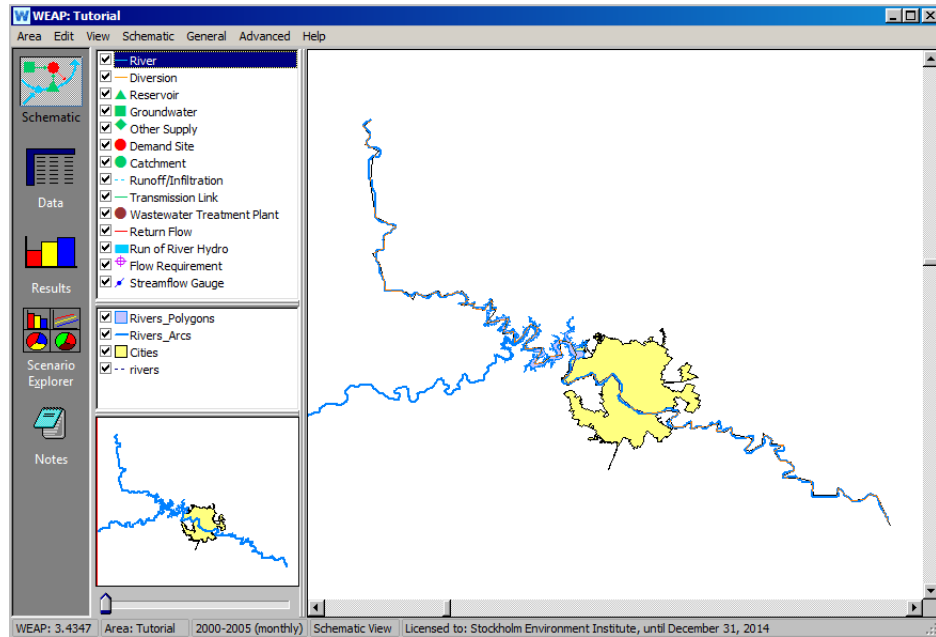 WEAP: Tutorial
Area Edit View Schematic General Advanced Help
Schematic
Data
Results
Scenario
Explorer
Notes
River
Diversion
Reservoir
Groundwater
Other Supply
Demand Site
Catchment
Runoff/Infiltration
Transmission Link
Wastewater Treatment Plant
Return Flow
Run of River Hydro
Flow Requirement
Streamflow Gauge
Rivers_Polygons
Rivers_Arcs
Cities
rivers
WEAP: 3.4347 Area: Tutorial 2000-2005 (monthly) Schematic View Licensed to: Stockholm Environment Institute, until December 31, 2014